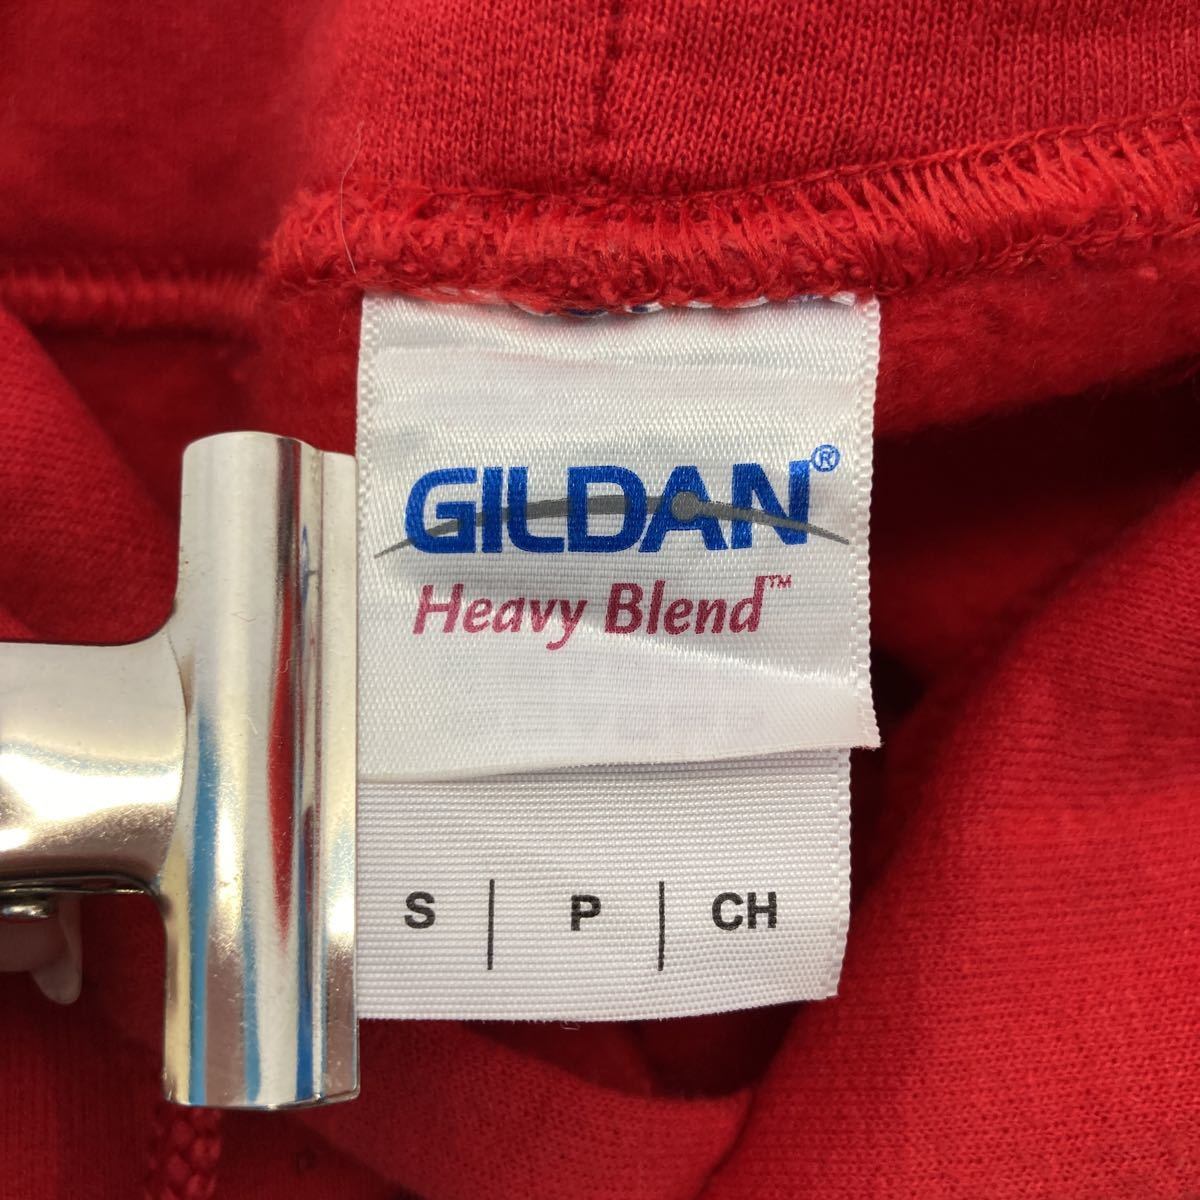 GILDAN®
Heavy Blend™
S | P | CH